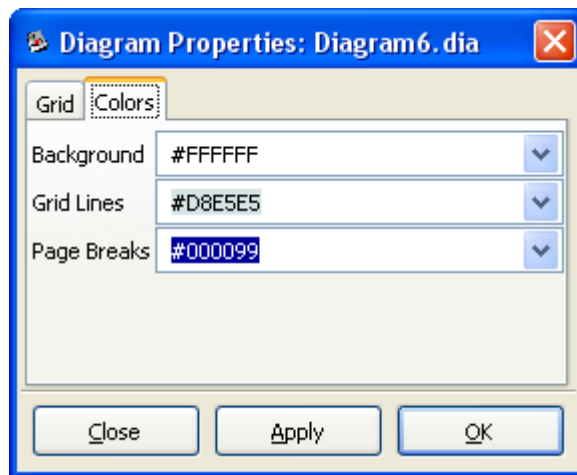 Diagram Properties: Diagram6.dia
Grid Colors
Background #FFFFFF
Grid Lines #D8E5E5
Page Breaks #000099
Close Apply OK